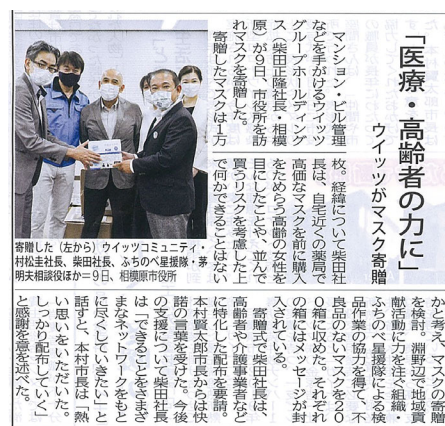 「医療・高齢者の力に」
ウイッツがマスク寄贈
マンション・ビル管理
などを手がけるウイッツ
グループホールディング
ス（柴田正隆社長・相模
原）が９日、市役所を訪
れマスクを寄贈した。
寄贈したマスクは１万
枚。経緯について柴田社
長は、自宅近くの薬局で
高価なマスクを前に購入
をためらう高齢の女性を
目にしたことや、並んで
買うリスクを考慮した上
で何かできることはない
かと考え、マスクの寄贈
を検討。淵野辺で地域貢
献活動に力を注ぐ組織・
ふちのべ星援隊による検
品作業の協力を得て、不
良品のないマスクを２０
０箱に収めた。それぞれ
の箱にはメッセージが封
入されている。
寄贈式で柴田社長は、
高齢者や介護事業者など
に特化した配布を要請。
本村賢太郎市長からは快
諾の言葉を受けた。今後
の支援について柴田社長
は「できることをさまざ
まなネットワークをもと
に尽くしていきたい」と
話すと、本村市長は「熱
い思いをいただいた。
しっかり配布していく」
と感謝を意を述べた。
寄贈した（左から）ウイッツコミュニティ・
村松圭社長、柴田社長、ふちのべ星援隊・茅
明夫相談役ほか＝９日、相模原市役所